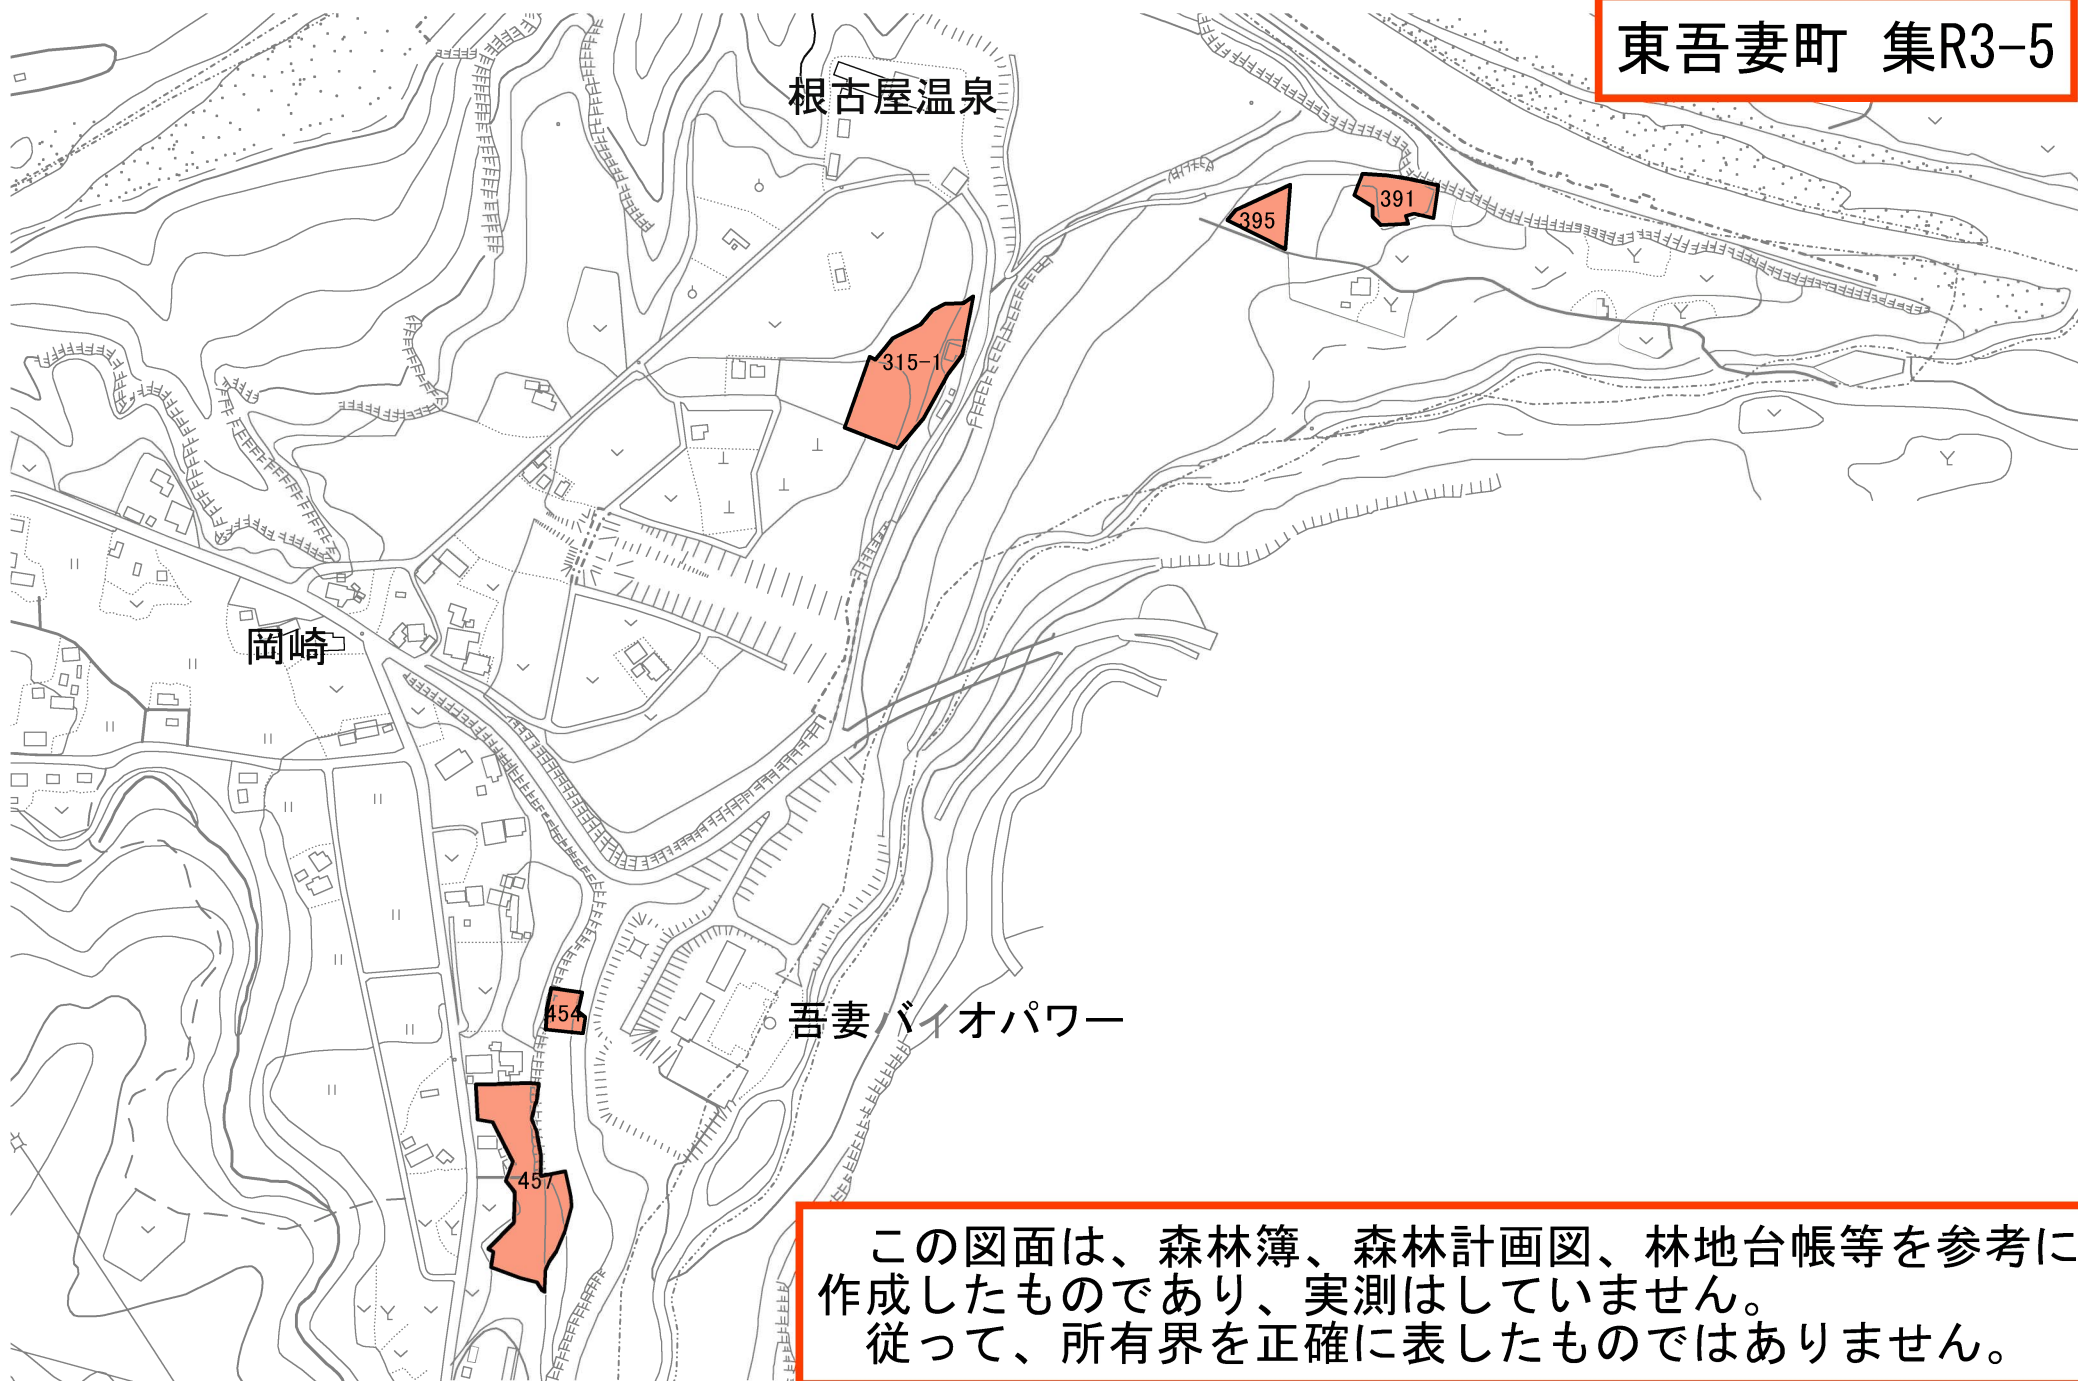 東吾妻町 集R3-5
根古屋温泉
391
395
315-1
岡崎
454
吾妻バイオパワー
457
この図面は、森林簿、森林計画図、林地台帳等を参考に
作成したものであり、実測はしていません。
従って、所有界を正確に表したものではありません。